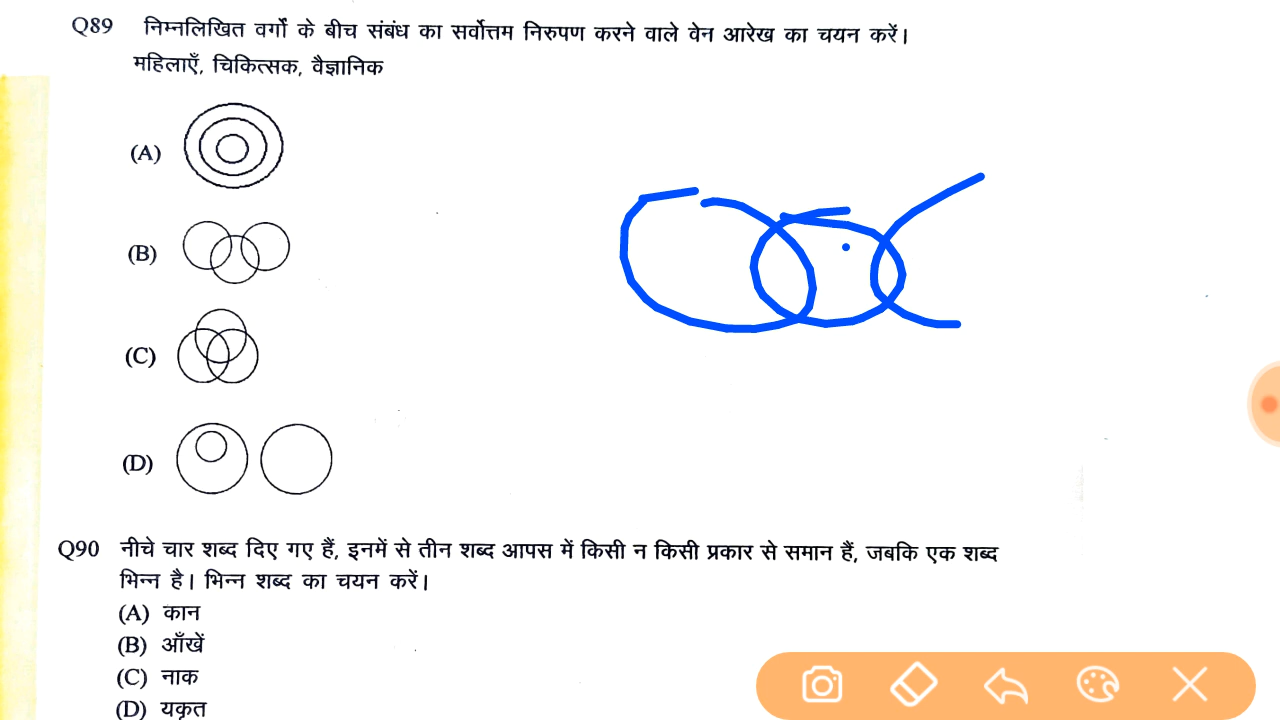 Q89 निम्नलिखित वर्गों के बीच संबंध का सर्वोत्तम निरुपण करने वाले वेन आरेख का चयन करें।
महिलाएँ, चिकित्सक, वैज्ञानिक
(A)
(B)
(C)
(D)
Q90 नीचे चार शब्द दिए गए हैं, इनमें से तीन शब्द आपस में किसी न किसी प्रकार से समान हैं, जबकि एक शब्द
भिन्न है। भिन्न शब्द का चयन करें।
(A) कान
(B) आँखें
(C) नाक
(D) यकृत